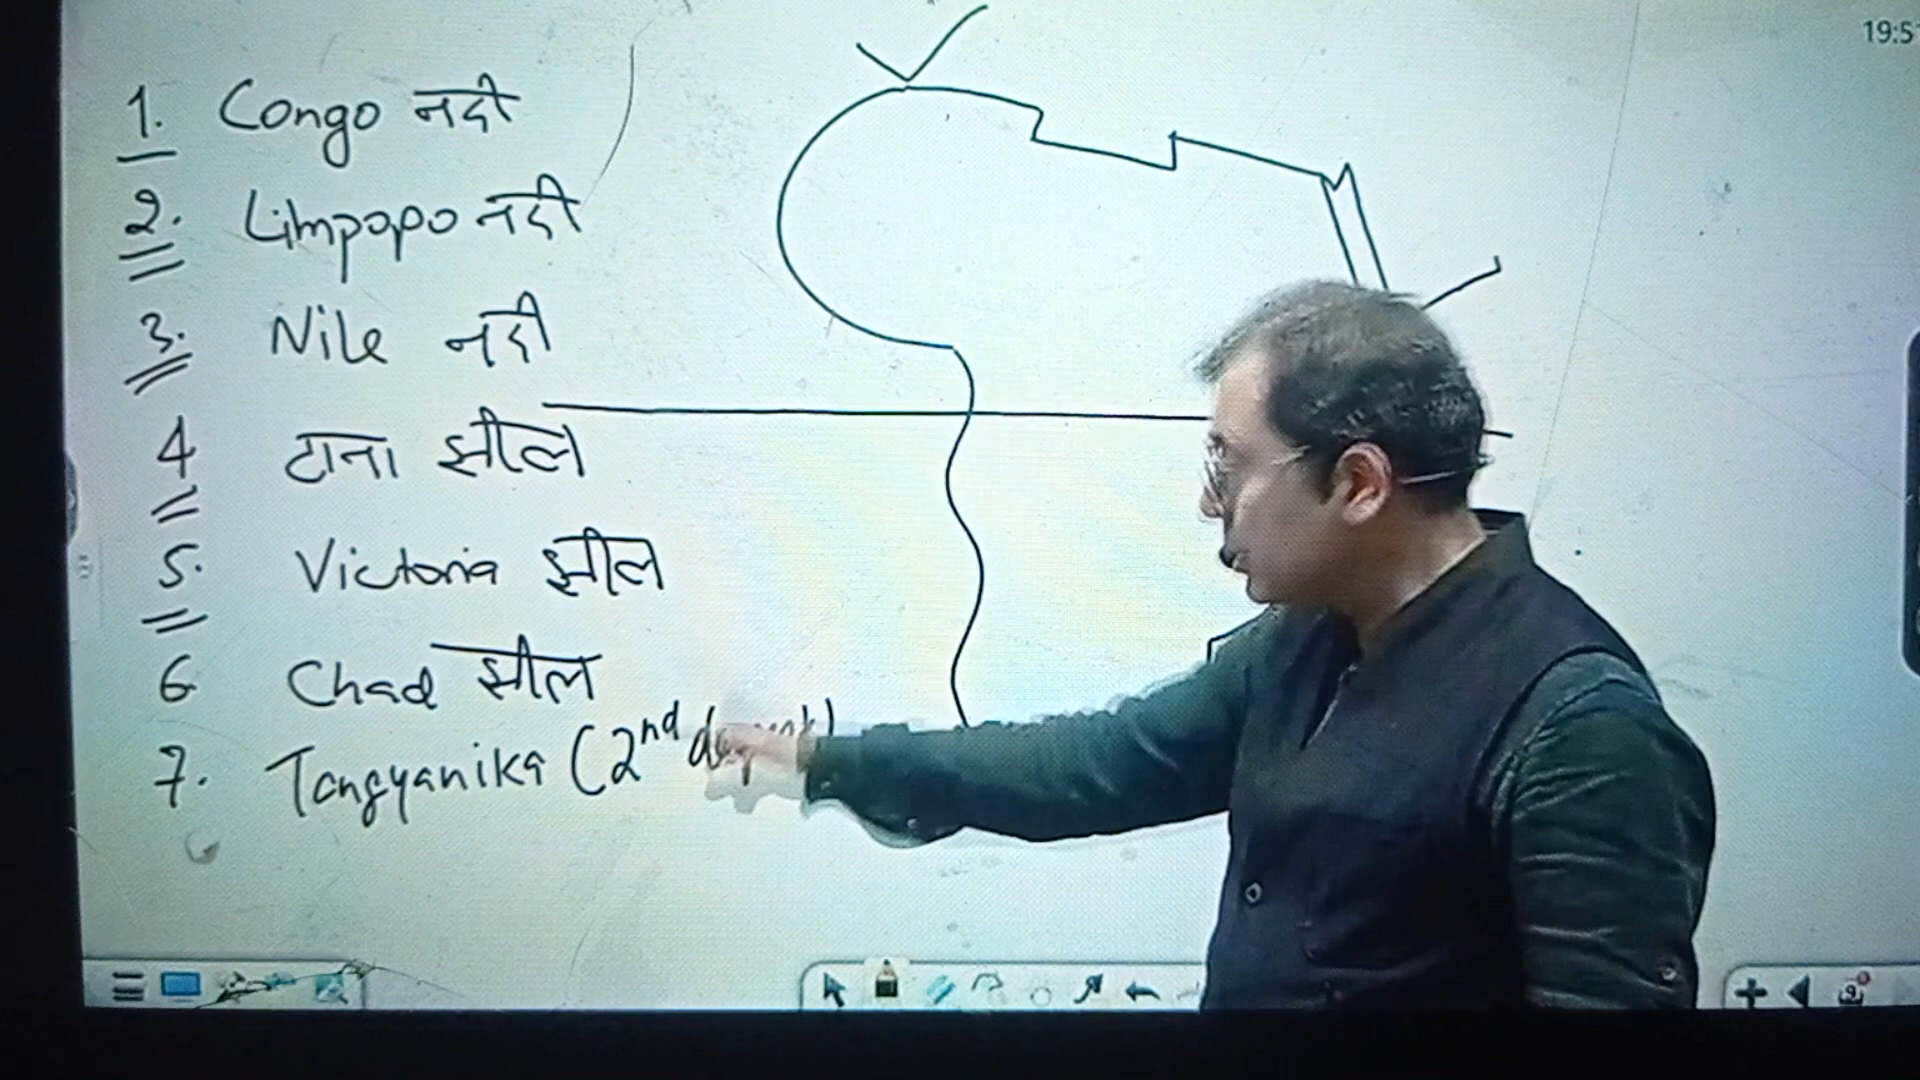 19:5
1. Congo नदी
2. Limpopo नदी
3. Nile नदी
4 टाना झील
5. Victoria झील
6 Chad झील
7. Tangyanika (2nd